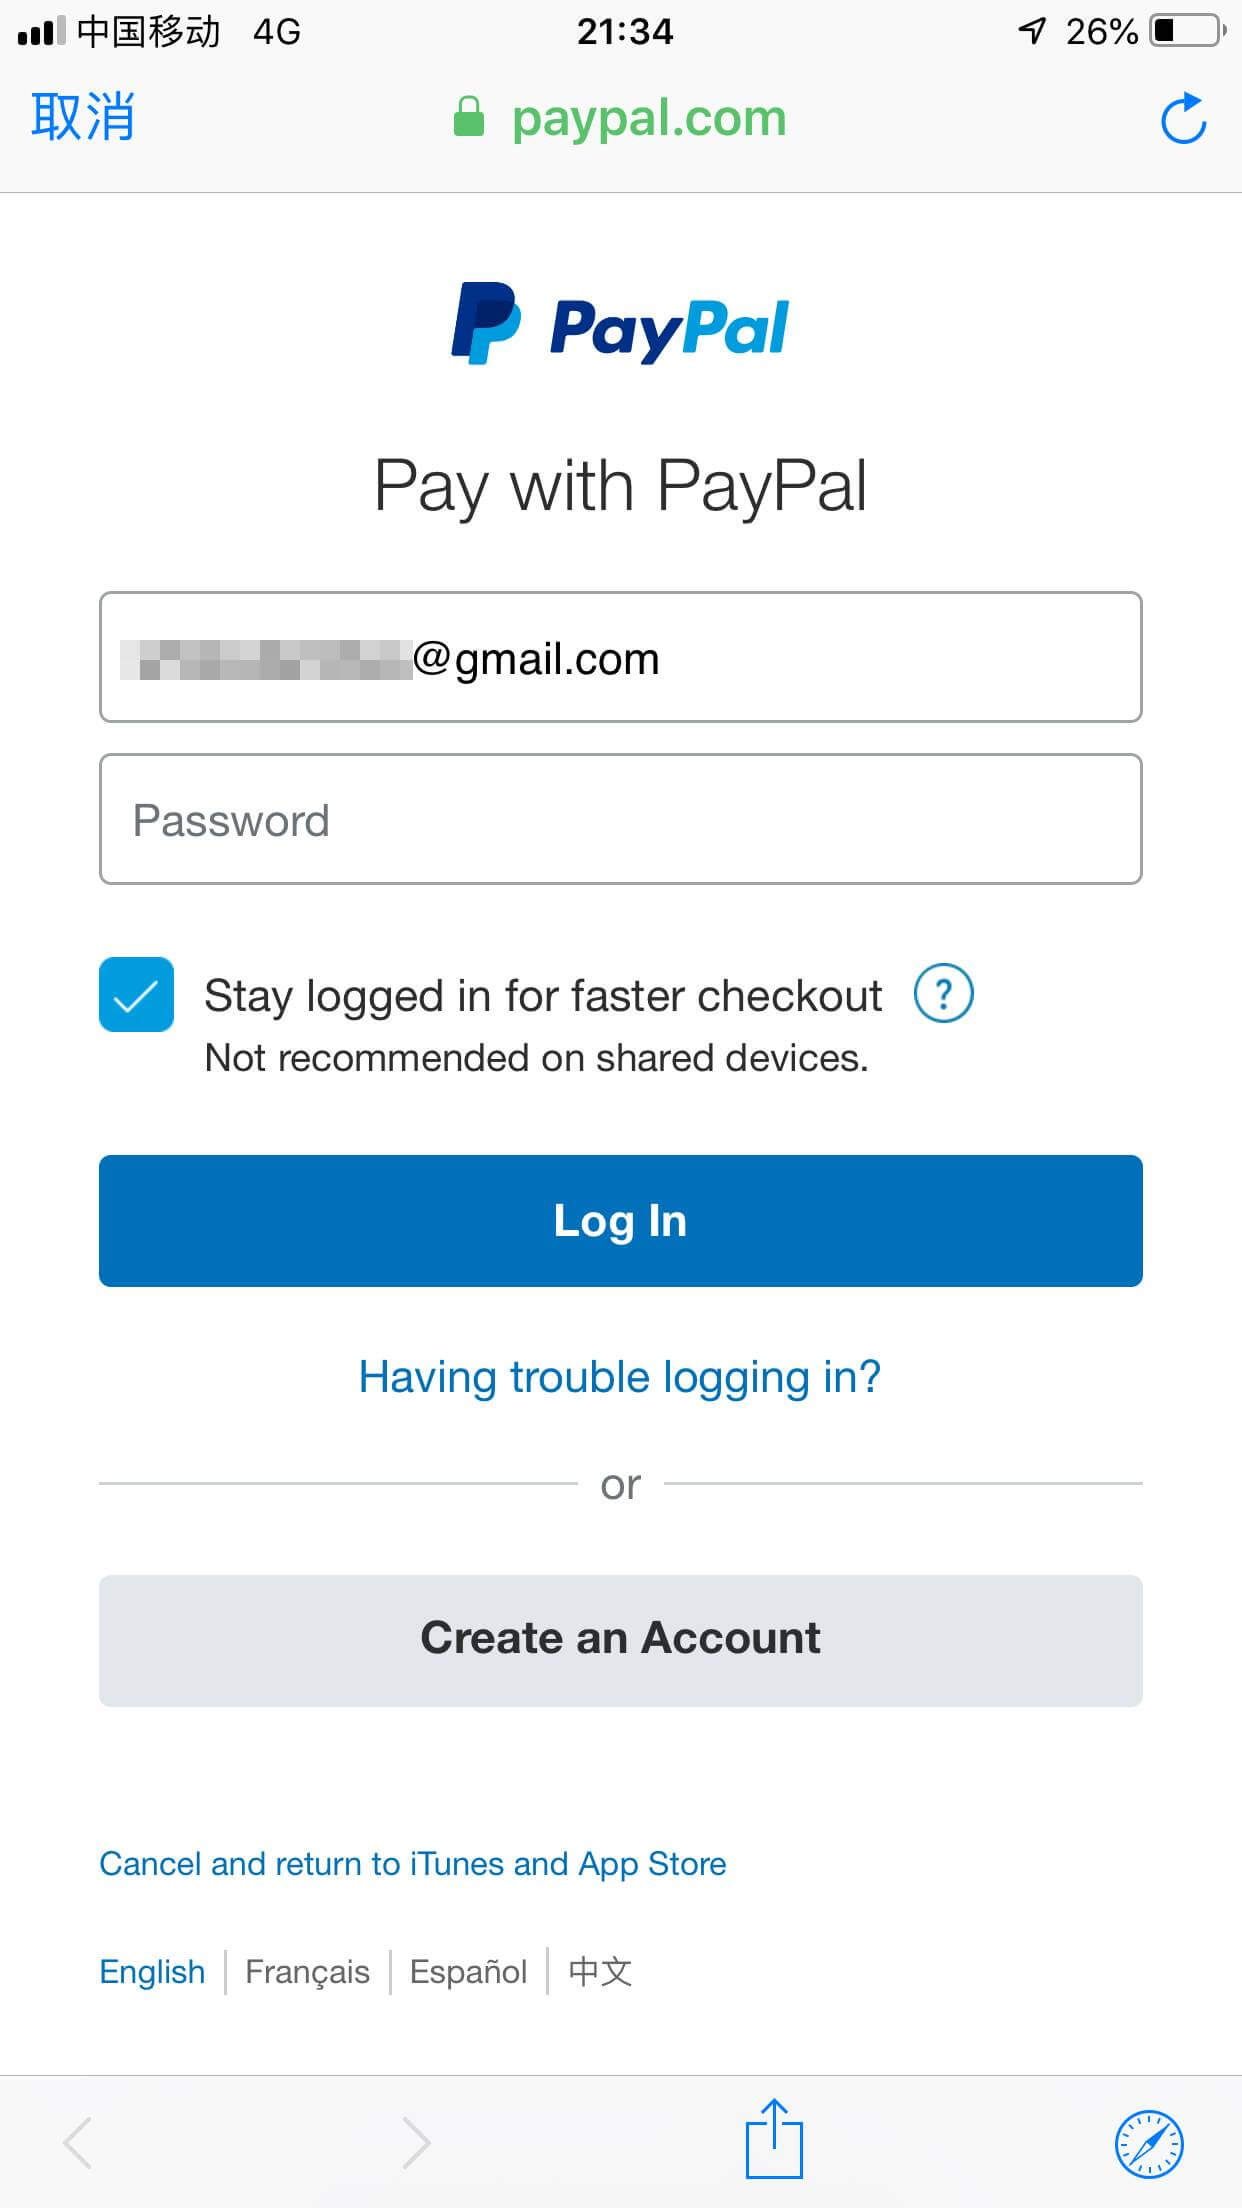 中国移动 4G 21:34 26%
取消 paypal.com
PayPal
Pay with PayPal
@gmail.com
Password
Stay logged in for faster checkout ?
Not recommended on shared devices.
Log In
Having trouble logging in?
or
Create an Account
Cancel and return to iTunes and App Store
English Français Español 中文